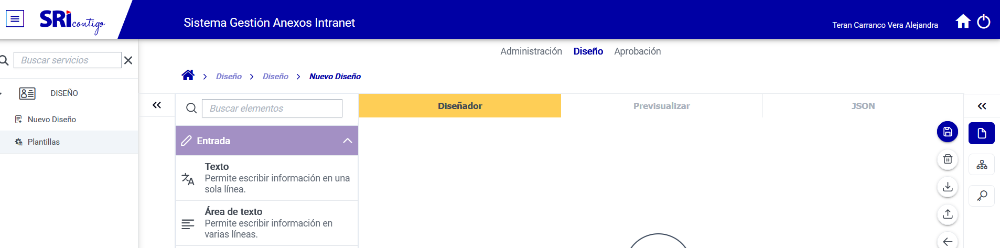 SRi contigo
Sistema Gestión Anexos Intranet
Teran Carranco Vera Alejandra
Buscar servicios
Administración Diseño Aprobación
Diseño Diseño Nuevo Diseño
DISEÑO
Nuevo Diseño
Plantillas
Buscar elementos
Diseñador Previsualizar JSON
Entrada
Texto
Permite escribir información en una
sola línea.
Área de texto
Permite escribir información en
varias líneas.